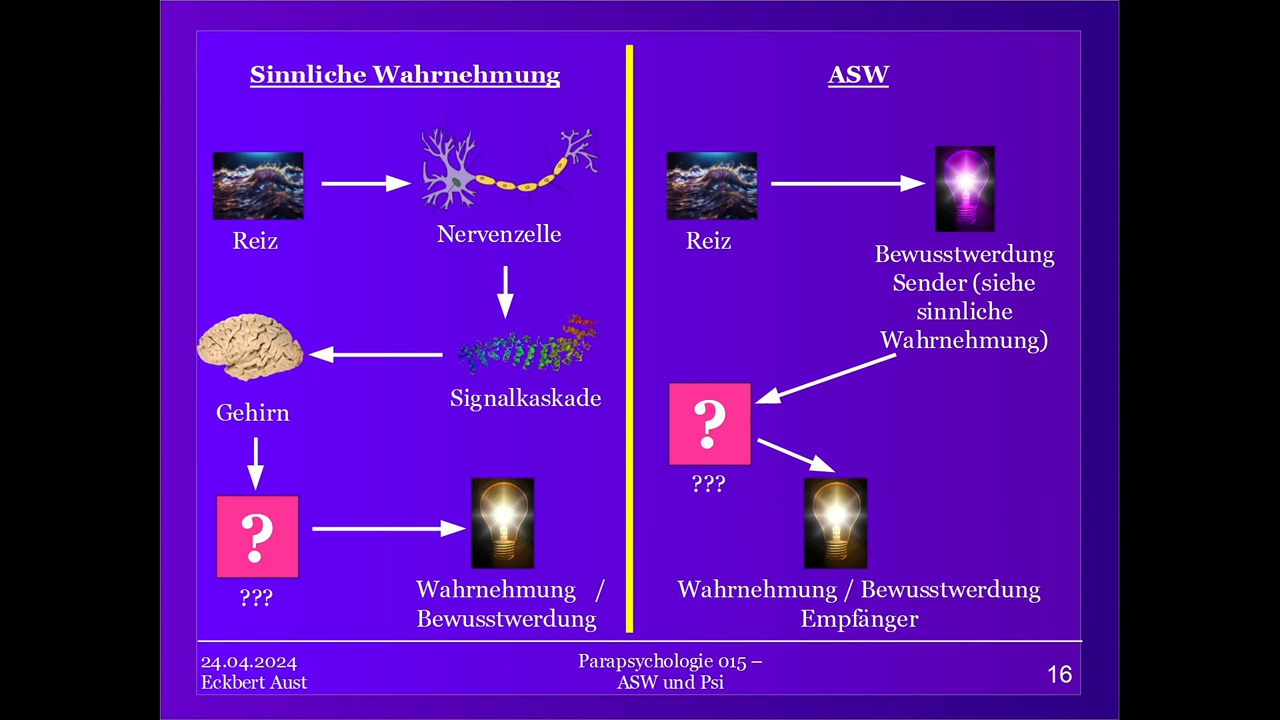 Sinnliche Wahrnehmung
Reiz
Nervenzelle
Signalkaskade
Gehirn
?
???
Wahrnehmung /
Bewusstwerdung
ASW
Reiz
Bewusstwerdung
Sender (siehe
sinnliche
Wahrnehmung)
?
???
Wahrnehmung / Bewusstwerdung
Empfänger
24.04.2024
Eckbert Aust
Parapsychologie 015 –
ASW und Psi
16